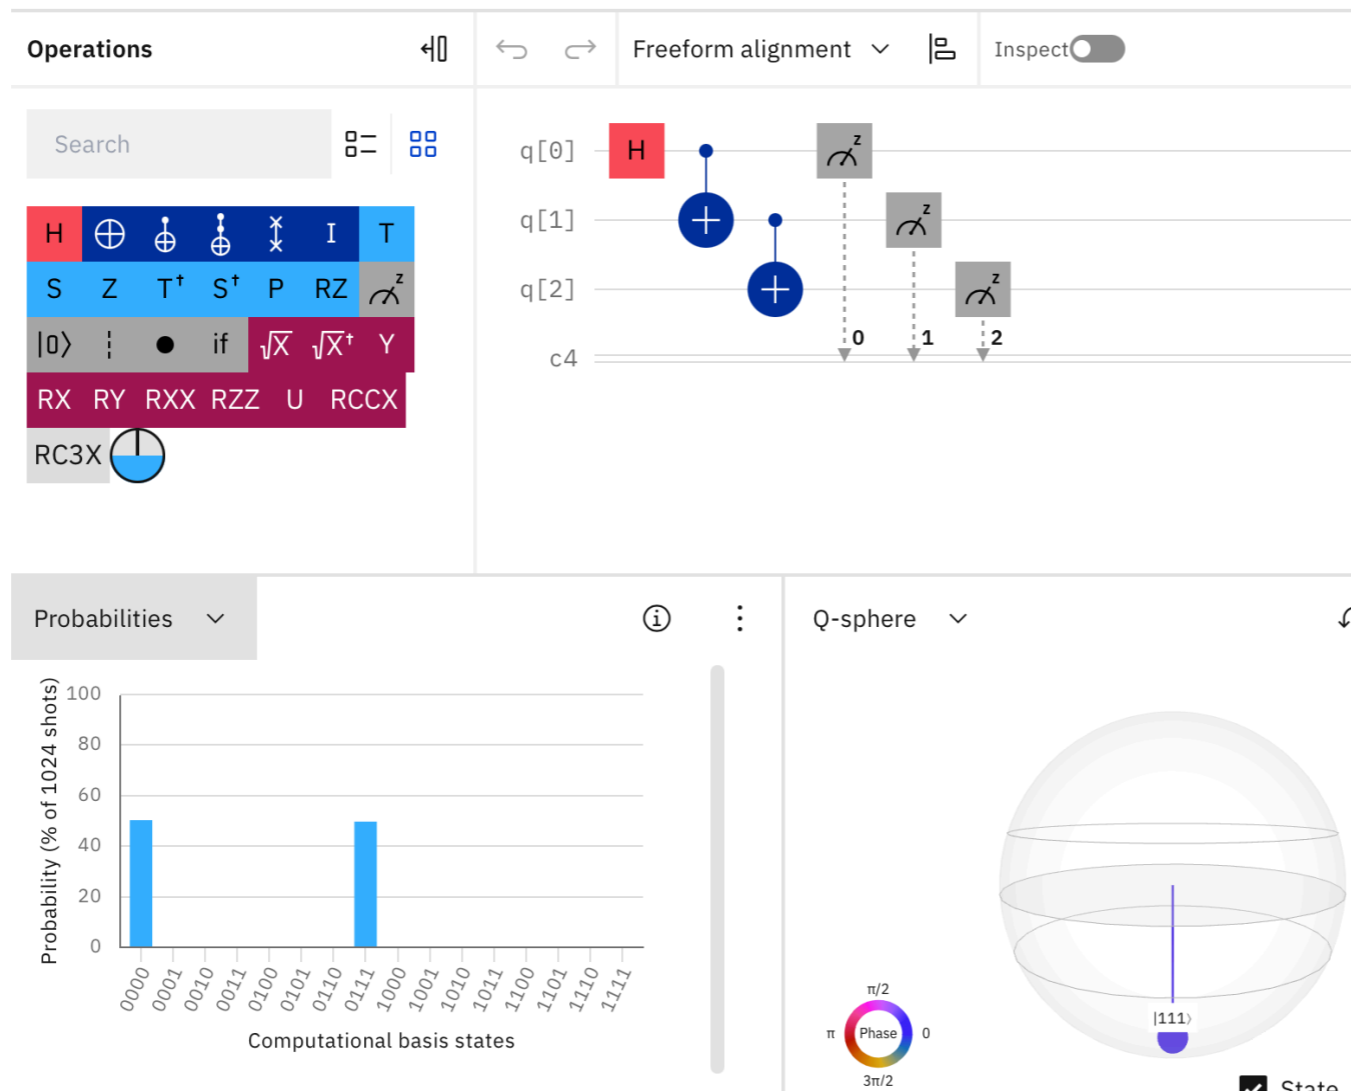 Operations
Freeform alignment
Inspect
Search
H
I
T
S
Z
T†
S†
P
RZ
z
|0⟩
if
√X
√X†
Y
RX
RY
RXX
RZZ
U
RCCX
RC3X
q[0]
H
z
q[1]
z
q[2]
z
c4
0
1
2
Probabilities
Probability (% of 1024 shots)
100
80
60
40
20
0
0000
0001
0010
0011
0100
0101
0110
0111
1000
1001
1010
1011
1100
1101
1110
1111
Computational basis states
Q-sphere
|111⟩
π/2
π
Phase
0
3π/2
State